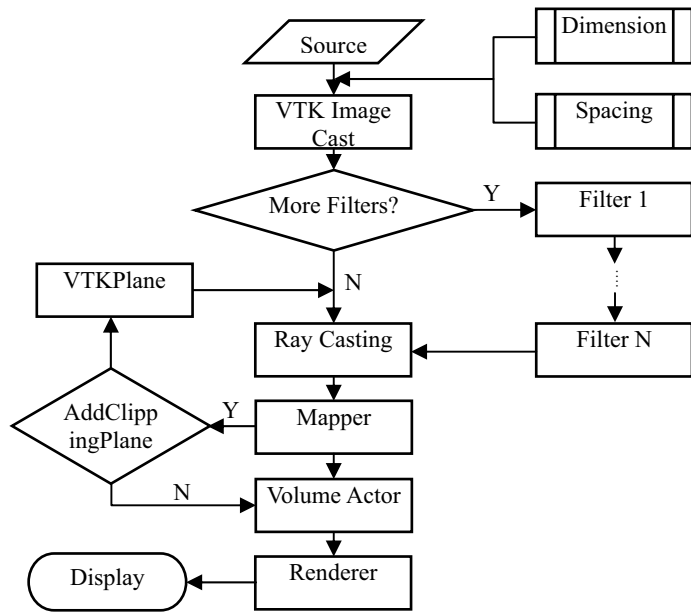 Source
Dimension
Spacing
VTK Image
Cast
More Filters?
Y
Filter 1
N
VTKPlane
Ray Casting
Filter N
AddClipp
ingPlane
Y
Mapper
N
Volume Actor
Display
Renderer